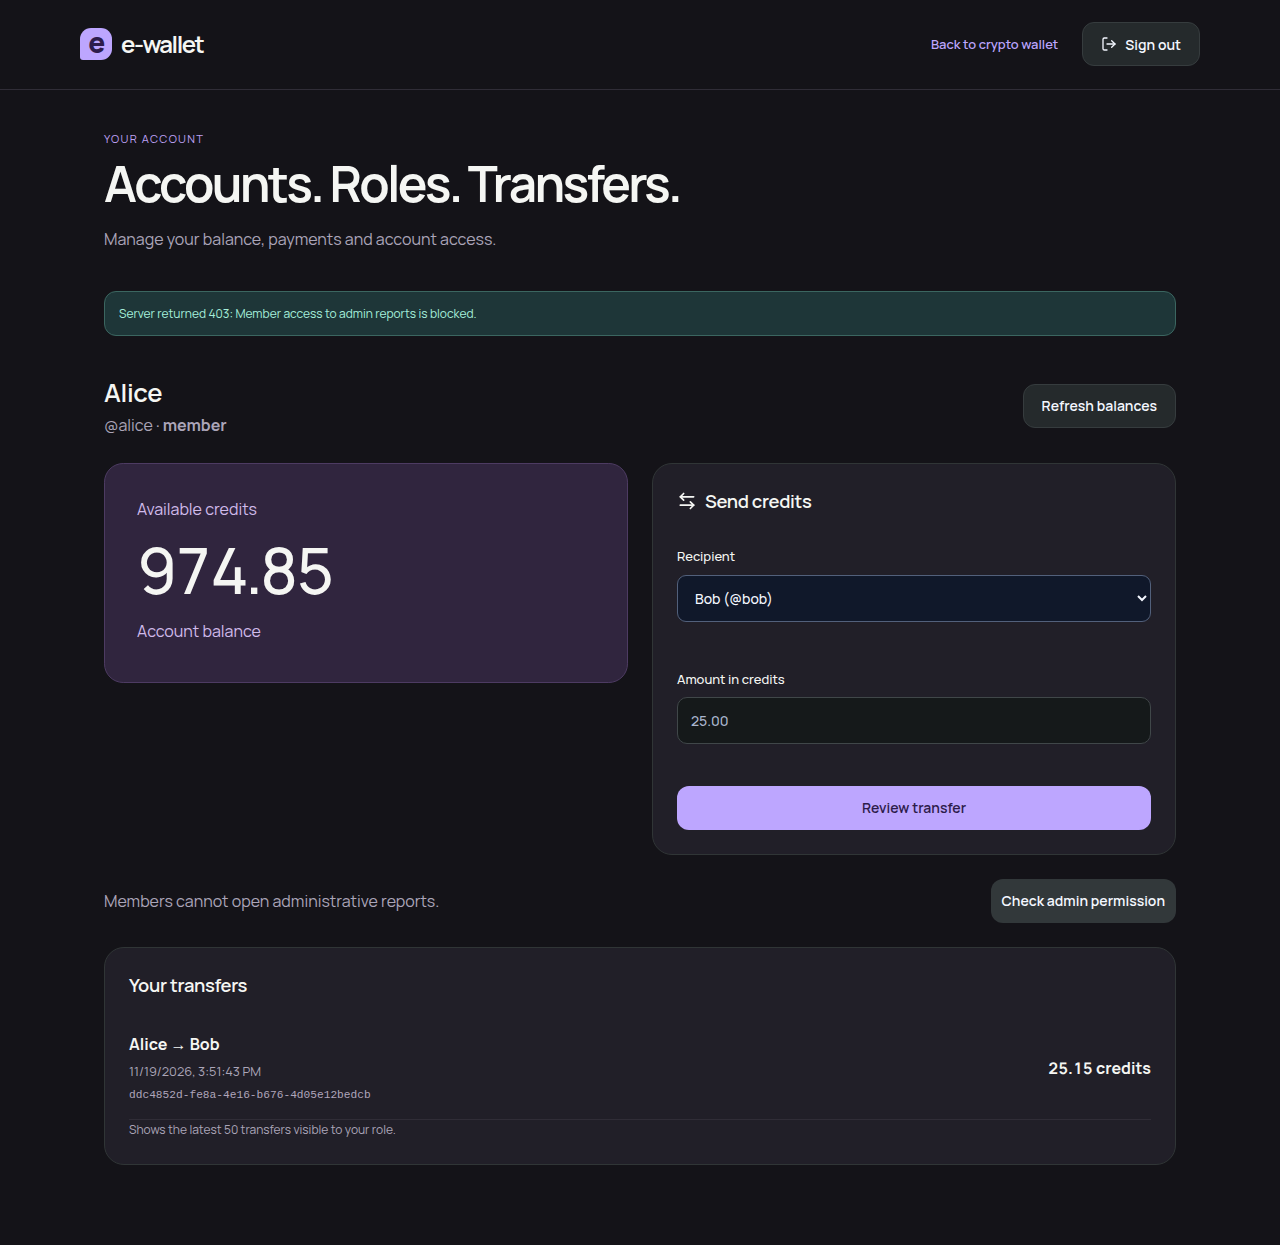 e e-wallet
Back to crypto wallet
Sign out
YOUR ACCOUNT
Accounts. Roles. Transfers.
Manage your balance, payments and account access.
Server returned 403: Member access to admin reports is blocked.
Alice
@alice · member
Refresh balances
Available credits
974.85
Account balance
Send credits
Recipient
Bob (@bob)
Amount in credits
25.00
Review transfer
Members cannot open administrative reports.
Check admin permission
Your transfers
Alice → Bob
11/19/2026, 3:51:43 PM
ddc4852d-fe8a-4e16-b676-4d05e12bedcb
25.15 credits
Shows the latest 50 transfers visible to your role.